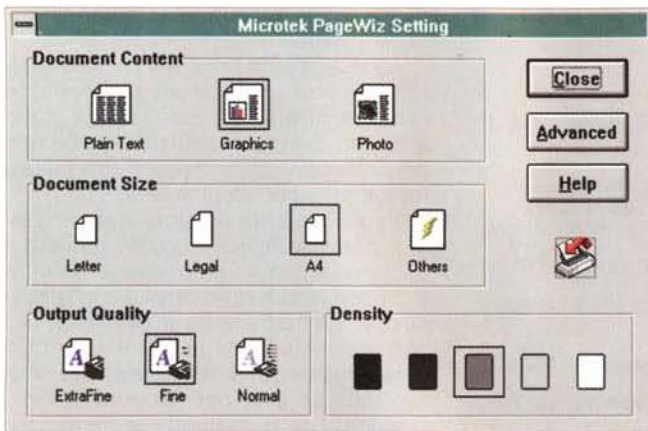 Microtek PageWiz Setting
Document Content
Plain Text Graphics Photo
Close
Advanced
Help
Document Size
Letter Legal A4 Others
Output Quality
ExtraFine Fine Normal
Density